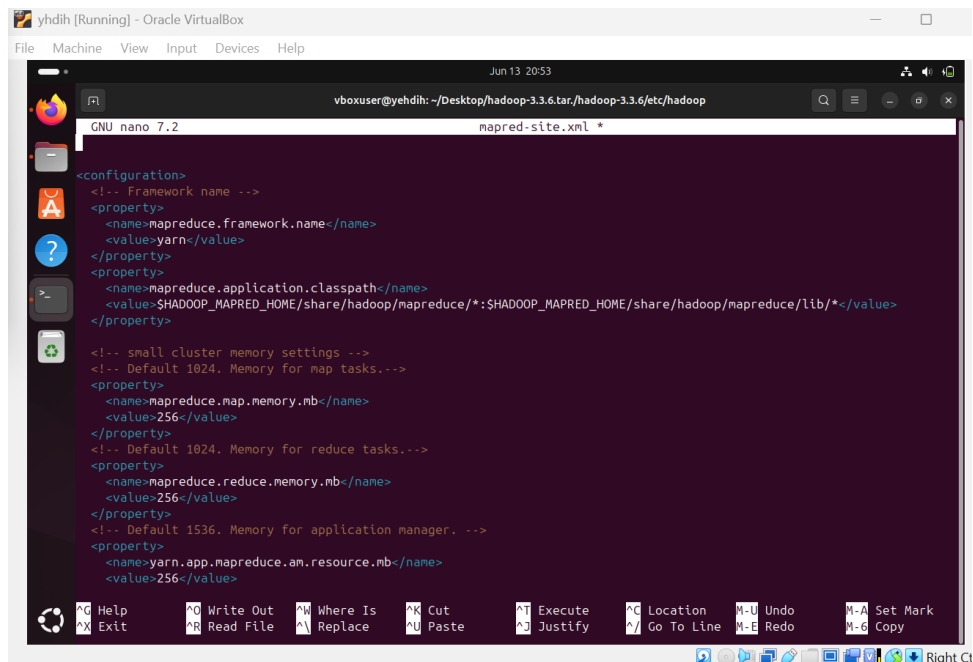 yhdih [Running] - Oracle VirtualBox
File Machine View Input Devices Help
Jun 13 20:53
vboxuser@yehdih: ~/Desktop/hadoop-3.3.6.tar./hadoop-3.3.6/etc/hadoop
GNU nano 7.2 mapred-site.xml *
<configuration>
<!-- Framework name -->
<property>
<name>mapreduce.framework.name</name>
<value>yarn</value>
</property>
<property>
<name>mapreduce.application.classpath</name>
<value>$HADOOP_MAPRED_HOME/share/hadoop/mapreduce/*:$HADOOP_MAPRED_HOME/share/hadoop/mapreduce/lib/*</value>
</property>
<!-- small cluster memory settings -->
<!-- Default 1024. Memory for map tasks.-->
<property>
<name>mapreduce.map.memory.mb</name>
<value>256</value>
</property>
<!-- Default 1024. Memory for reduce tasks.-->
<property>
<name>mapreduce.reduce.memory.mb</name>
<value>256</value>
</property>
<!-- Default 1536. Memory for application manager. -->
<property>
<name>yarn.app.mapreduce.am.resource.mb</name>
<value>256</value>
^G Help ^O Write Out ^W Where Is ^K Cut ^T Execute ^C Location M-U Undo M-A Set Mark
^X Exit ^R Read File ^\ Replace ^U Paste ^J Justify ^/ Go To Line M-E Redo M-6 Copy
Right Ct